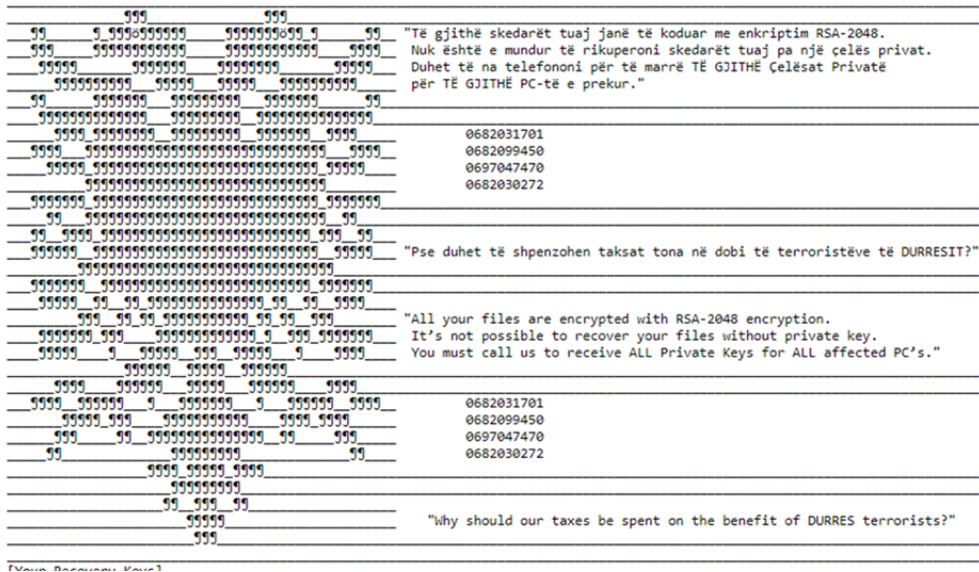 "Të gjithë skedarët tuaj janë të koduar me enkriptim RSA-2048.
Nuk është e mundur të rikuperoni skedarët tuaj pa një çelës privat.
Duhet të na telefononi për të marrë TË GJITHË Çelësat Privatë
për TË GJITHË PC-të e prekur."
0682031701
0682099450
0697047470
0682030272
"Pse duhet të shpenzohen taksat tona në dobi të terroristëve të DURRESIT?"
"All your files are encrypted with RSA-2048 encryption.
It's not possible to recover your files without private key.
You must call us to receive ALL Private Keys for ALL affected PC's."
0682031701
0682099450
0697047470
0682030272
"Why should our taxes be spent on the benefit of DURRES terrorists?"
[Your Recovery Keys]